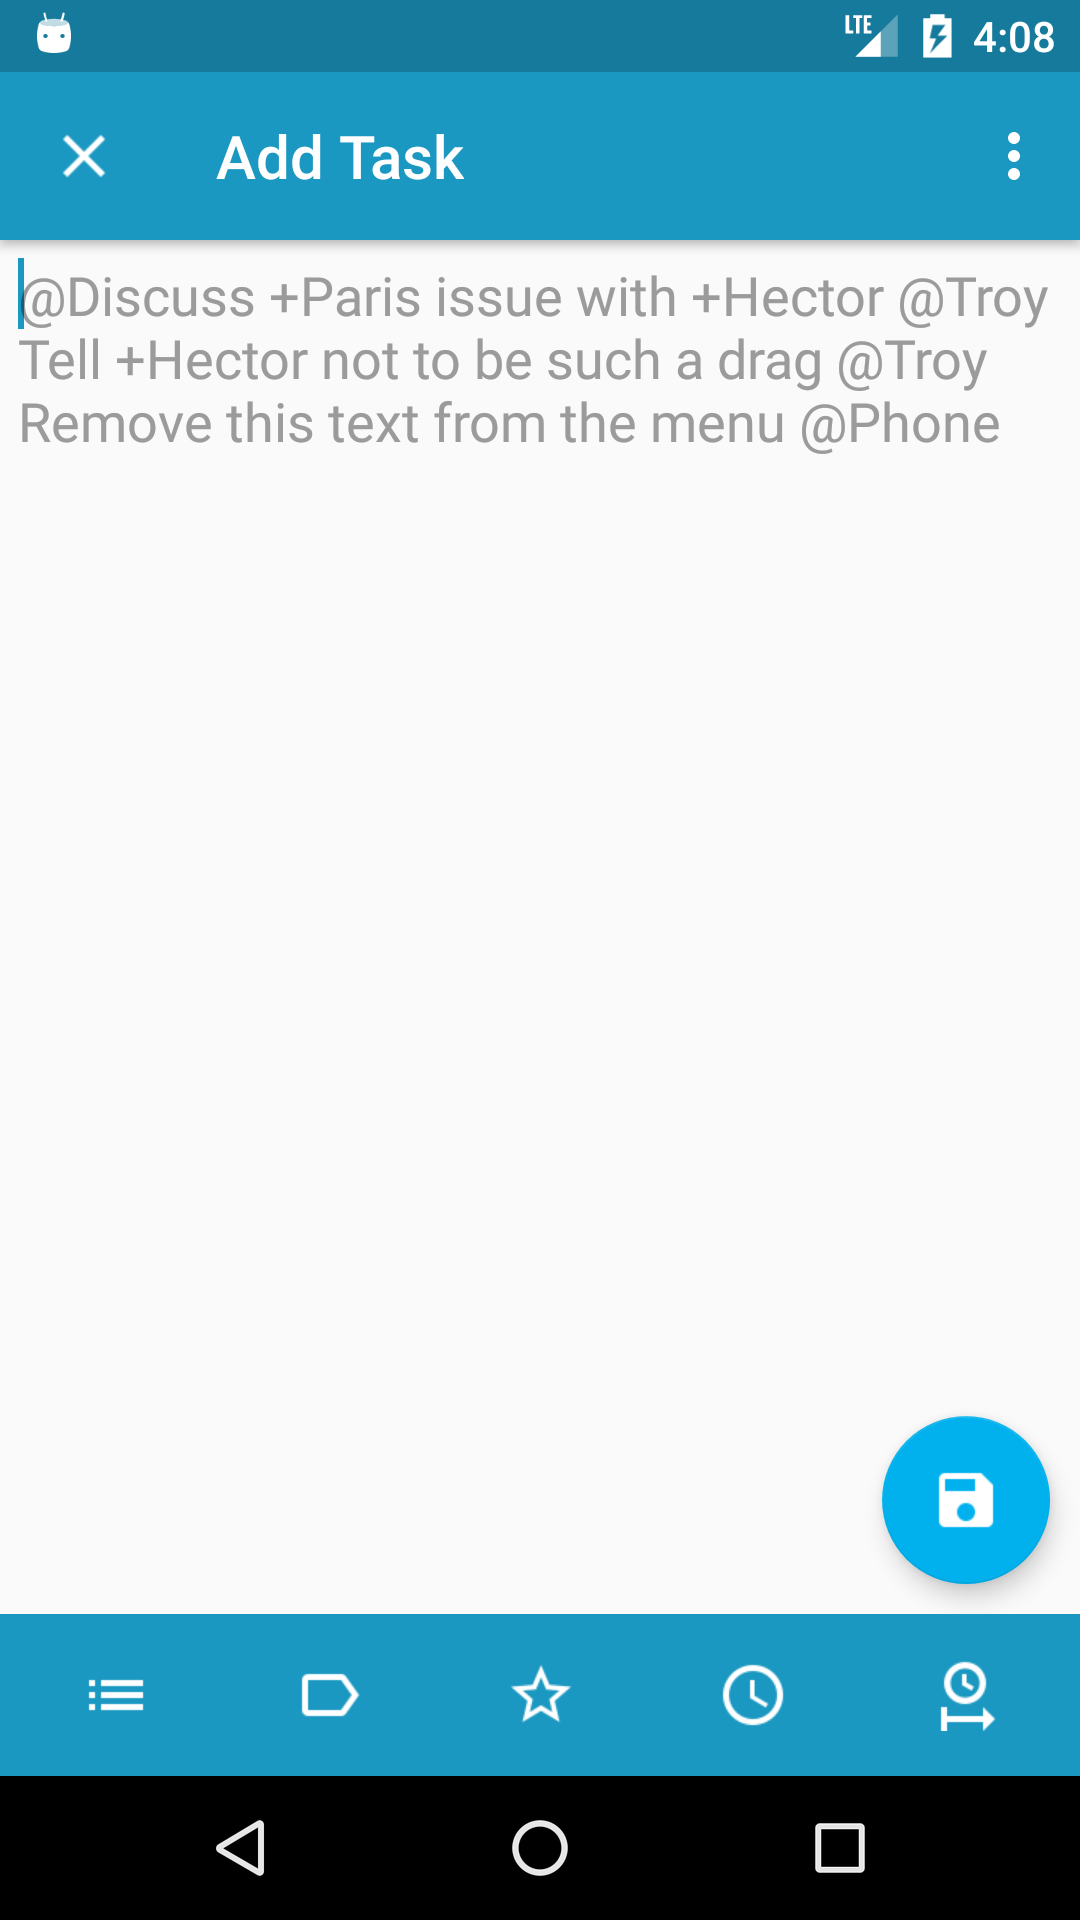 LTE 4:08
Add Task
@Discuss +Paris issue with +Hector @Troy
Tell +Hector not to be such a drag @Troy
Remove this text from the menu @Phone